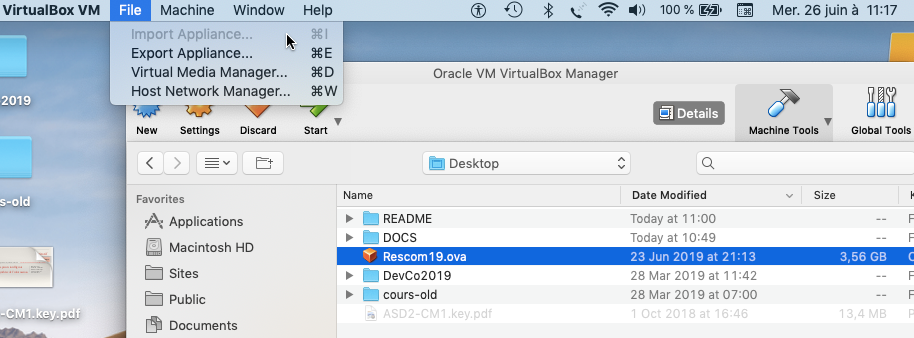 VirtualBox VM File Machine Window Help 100 % Mer. 26 juin à 11:17
Import Appliance... ⌘I
Export Appliance... ⌘E
Virtual Media Manager... ⌘D
Host Network Manager... ⌘W
Oracle VM VirtualBox Manager
2019
s-old
-CM1.key.pdf
New Settings Discard Start Details Machine Tools Global Tools
Desktop
Favorites
Applications
Macintosh HD
Sites
Public
Documents
Name Date Modified Size
README Today at 11:00 --
DOCS Today at 10:49 --
Rescom19.ova 23 Jun 2019 at 21:13 3,56 GB
DevCo2019 28 Mar 2019 at 11:42 --
cours-old 28 Mar 2019 at 07:00 --
ASD2-CM1.key.pdf 1 Oct 2018 at 16:46 13,4 MB